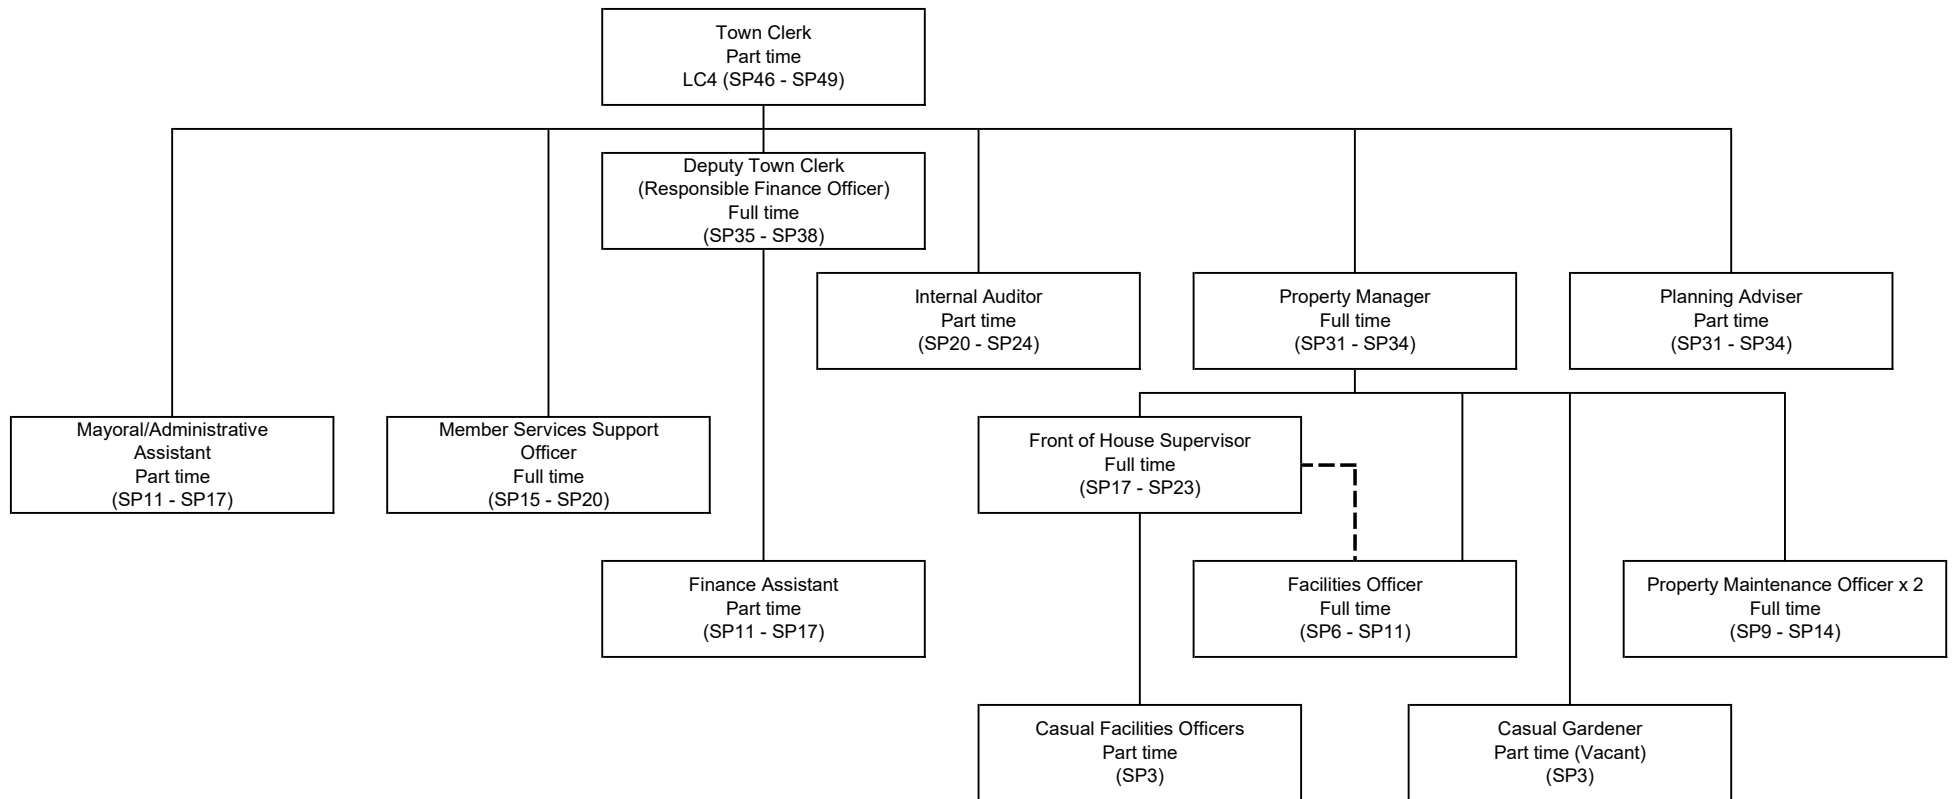 Town Clerk
Part time
LC4 (SP46 - SP49)
Deputy Town Clerk
(Responsible Finance Officer)
Full time
(SP35 - SP38)
Internal Auditor
Part time
(SP20 - SP24)
Property Manager
Full time
(SP31 - SP34)
Planning Adviser
Part time
(SP31 - SP34)
Mayoral/Administrative
Assistant
Part time
(SP11 - SP17)
Member Services Support
Officer
Full time
(SP15 - SP20)
Front of House Supervisor
Full time
(SP17 - SP23)
Finance Assistant
Part time
(SP11 - SP17)
Facilities Officer
Full time
(SP6 - SP11)
Property Maintenance Officer x 2
Full time
(SP9 - SP14)
Casual Facilities Officers
Part time
(SP3)
Casual Gardener
Part time (Vacant)
(SP3)